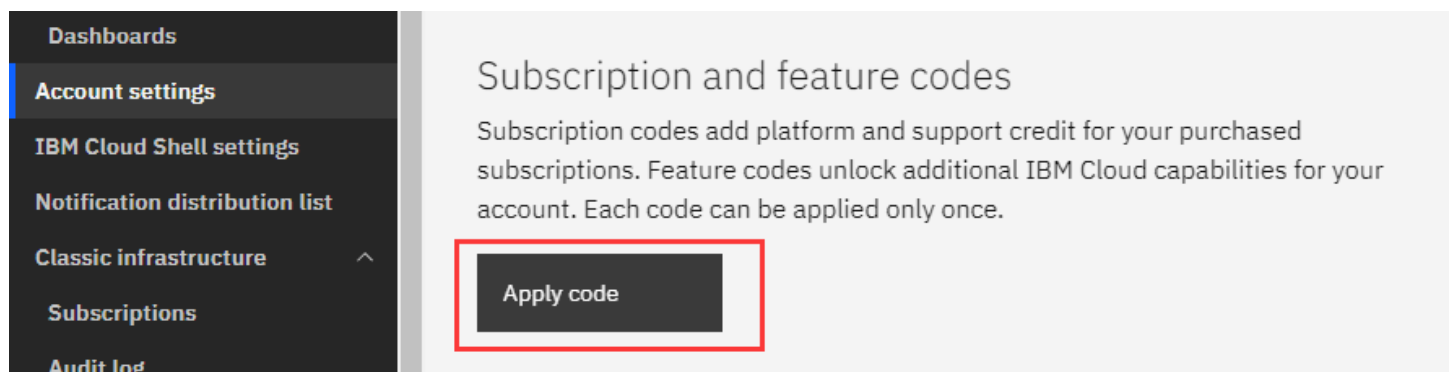 Dashboards
Account settings
IBM Cloud Shell settings
Notification distribution list
Classic infrastructure
Subscriptions
Audit log
Subscription and feature codes
Subscription codes add platform and support credit for your purchased
subscriptions. Feature codes unlock additional IBM Cloud capabilities for your
account. Each code can be applied only once.
Apply code